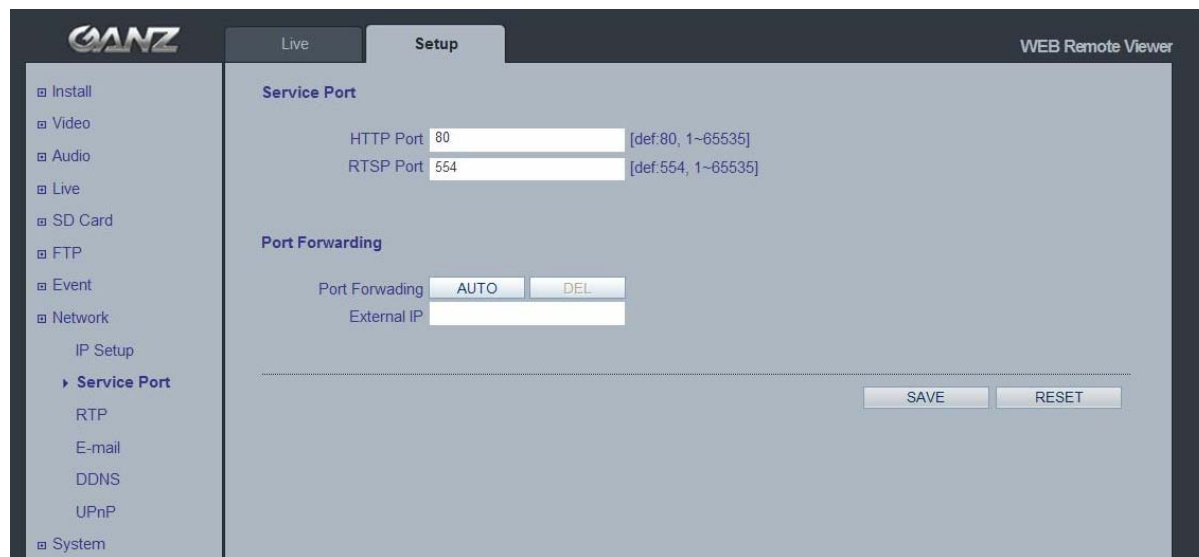 GANZ
Live
Setup
WEB Remote Viewer
Install
Video
Audio
Live
SD Card
FTP
Event
Network
IP Setup
Service Port
RTP
E-mail
DDNS
UPnP
System
Service Port
HTTP Port 80 [def:80, 1~65535]
RTSP Port 554 [def:554, 1~65535]
Port Forwarding
Port Forwading AUTO DEL
External IP
SAVE RESET